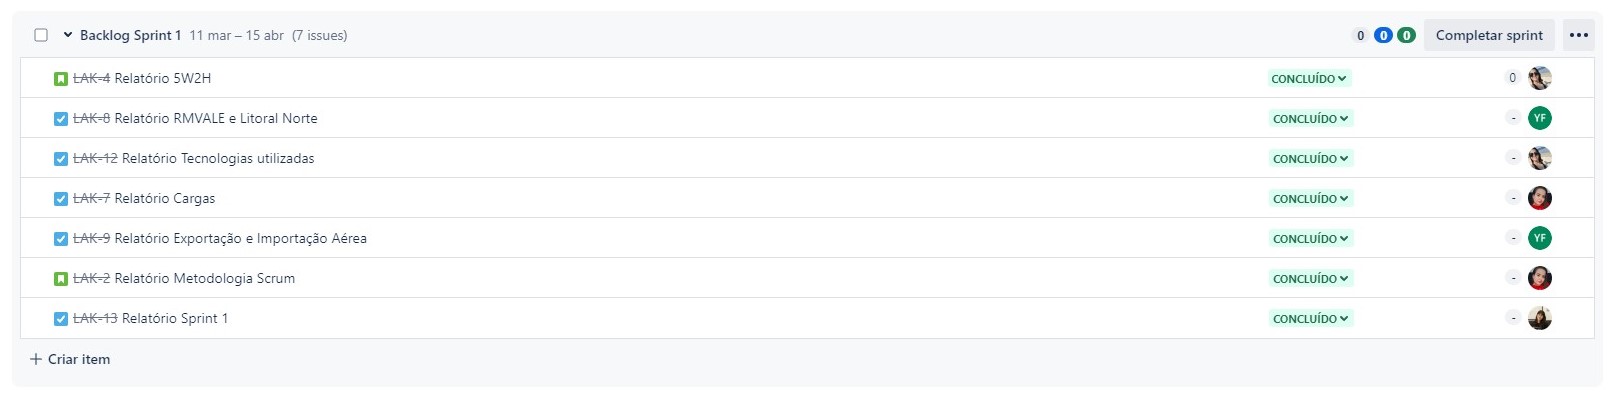 Backlog Sprint 1 11 mar – 15 abr (7 issues) 0 0 0 Completar sprint
LAK-4 Relatório 5W2H CONCLUÍDO 0
LAK-8 Relatório RMVALE e Litoral Norte CONCLUÍDO - YF
LAK-12 Relatório Tecnologias utilizadas CONCLUÍDO -
LAK-7 Relatório Cargas CONCLUÍDO -
LAK-9 Relatório Exportação e Importação Aérea CONCLUÍDO - YF
LAK-2 Relatório Metodologia Scrum CONCLUÍDO -
LAK-13 Relatório Sprint 1 CONCLUÍDO -
+ Criar item